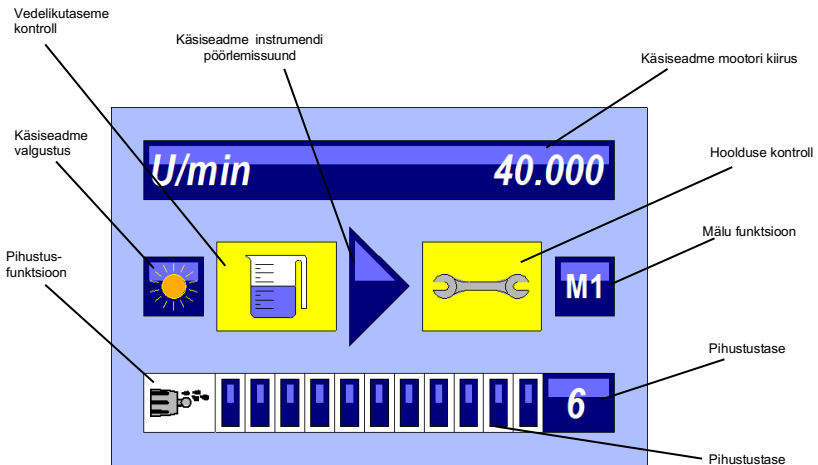 Vedelikutaseme
kontroll
Käsiseadme instrumendi
pöörlemissuund
Käsiseadme mootori kiirus
Käsiseadme
valgustus
U/min 40.000
Hoolduse kontroll
Mälu funktsioon
Pihustus-
funktsioon
M1
Pihustustase
6
Pihustustase